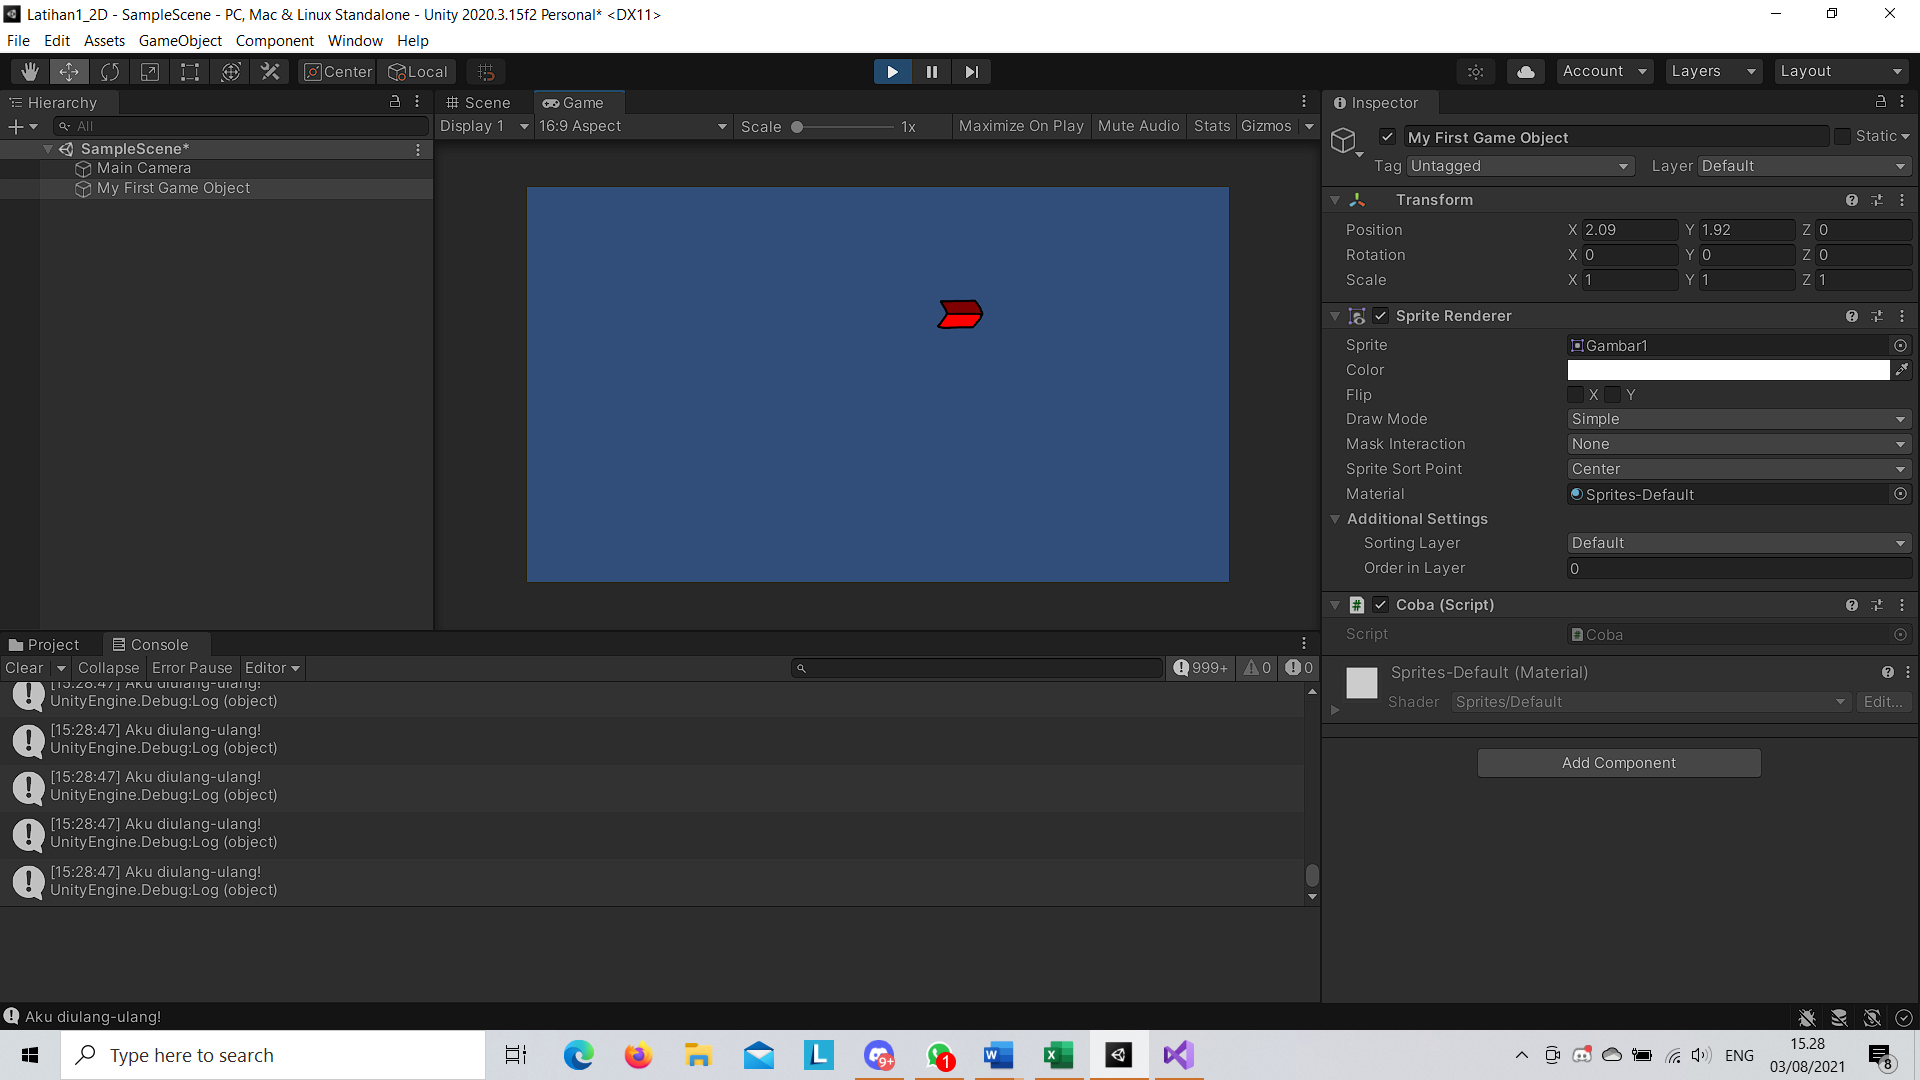 Latihan1_2D - SampleScene - PC, Mac & Linux Standalone - Unity 2020.3.15f2 Personal* <DX11>
File Edit Assets GameObject Component Window Help
Center Local Account Layers Layout
Hierarchy
All
SampleScene*
Main Camera
My First Game Object
Scene Game
Display 1 16:9 Aspect Scale 1x Maximize On Play Mute Audio Stats Gizmos
Inspector
My First Game Object Static
Tag Untagged Layer Default
Transform
Position X 2.09 Y 1.92 Z 0
Rotation X 0 Y 0 Z 0
Scale X 1 Y 1 Z 1
Sprite Renderer
Sprite Gambar1
Color
Flip X Y
Draw Mode Simple
Mask Interaction None
Sprite Sort Point Center
Material Sprites-Default
Additional Settings
Sorting Layer Default
Order in Layer 0
Coba (Script)
Script Coba
Sprites-Default (Material)
Shader Sprites/Default Edit...
Add Component
Project Console
Clear Collapse Error Pause Editor 999+ 0 0
[15:28:47] Aku diulang-ulang!
UnityEngine.Debug:Log (object)
[15:28:47] Aku diulang-ulang!
UnityEngine.Debug:Log (object)
[15:28:47] Aku diulang-ulang!
UnityEngine.Debug:Log (object)
[15:28:47] Aku diulang-ulang!
UnityEngine.Debug:Log (object)
[15:28:47] Aku diulang-ulang!
UnityEngine.Debug:Log (object)
Aku diulang-ulang!
Type here to search
L 9+ 1 W X
ENG
15.28
03/08/2021
8